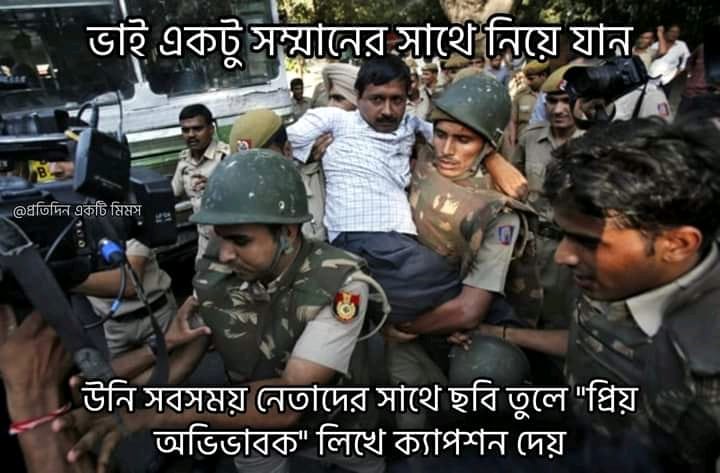 ভাই একটু সম্মানের সাথে নিয়ে যান
@প্রতিদিন একটি মিমস
উনি সবসময় নেতাদের সাথে ছবি তুলে "প্রিয়
অভিভাবক" লিখে ক্যাপশন দেয়